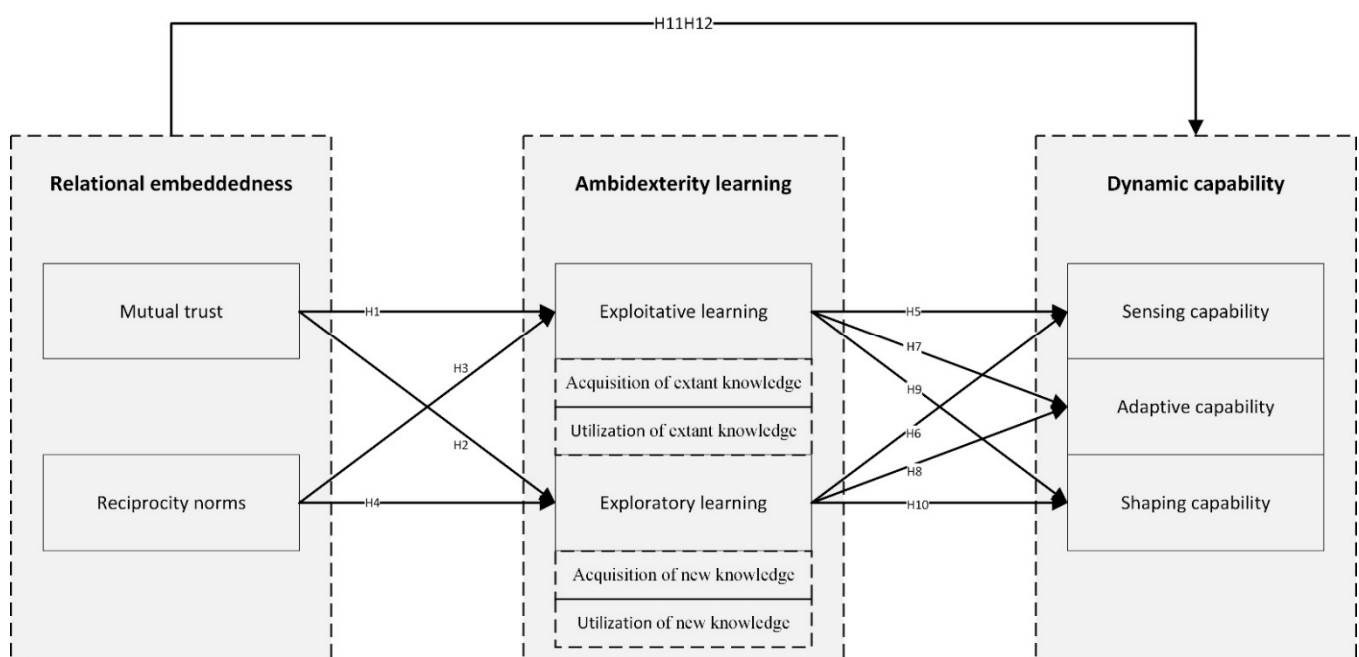 H11H12
Relational embeddedness
Ambidexterity learning
Dynamic capability
Mutual trust
H1
Exploitative learning
H5
Sensing capability
H7
H3
Acquisition of extant knowledge
H9
Adaptive capability
Utilization of extant knowledge
H6
H2
H8
Reciprocity norms
H4
Exploratory learning
H10
Shaping capability
Acquisition of new knowledge
Utilization of new knowledge